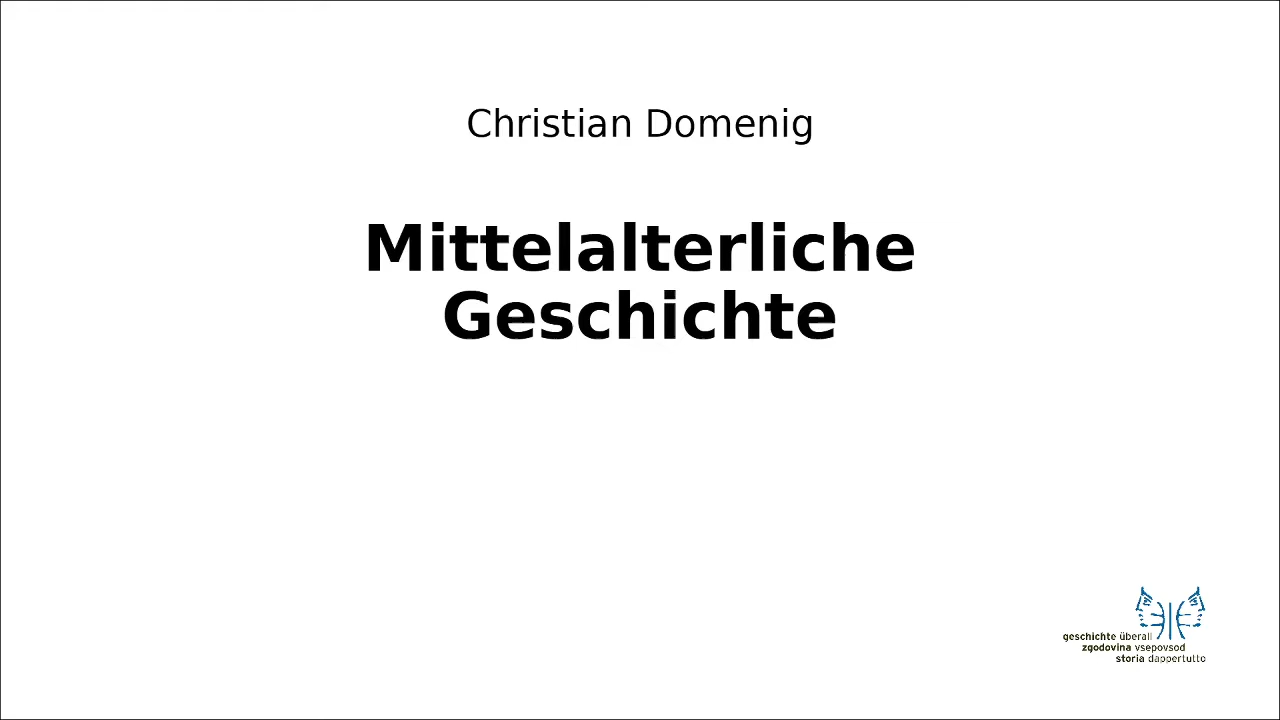 Christian Domenig
Mittelalterliche
Geschichte
geschichte überall
zgodovina vsepovsod
storia dappertutto